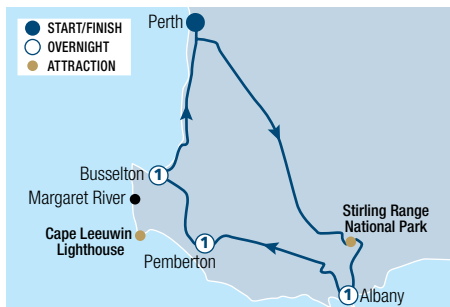 START/FINISH
OVERNIGHT
ATTRACTION
Perth
Busselton 1
Margaret River
Cape Leeuwin
Lighthouse
1
Pemberton
Stirling Range
National Park
1 Albany